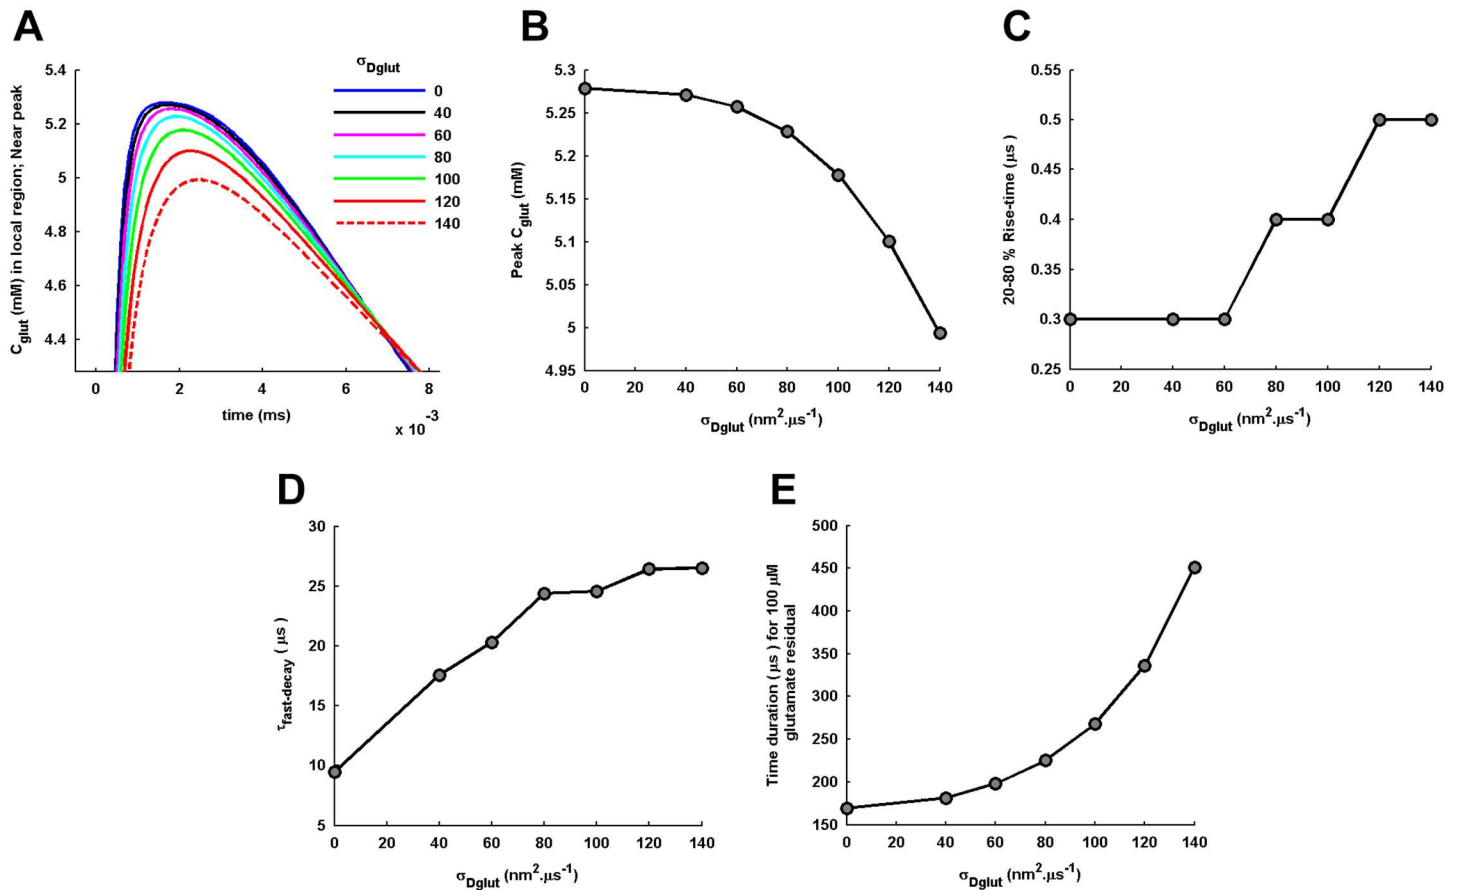 A
σDglut
0
40
60
80
100
120
140
5.4
5.2
5
4.8
4.6
4.4
Cglut (mM) in local region; Near peak
0 2 4 6 8
time (ms)
x 10-3
B
5.3
5.25
5.2
5.15
5.1
5.05
5
4.95
Peak Cglut (mM)
0 20 40 60 80 100 120 140
σDglut (nm2.μs-1)
C
0.55
0.5
0.45
0.4
0.35
0.3
0.25
20-80 % Rise-time (μs )
0 20 40 60 80 100 120 140
σDglut (nm2.μs-1)
D
30
25
20
15
10
5
τfast-decay ( μs )
0 20 40 60 80 100 120 140
σDglut (nm2.μs-1)
E
500
450
400
350
300
250
200
150
Time duration ( μs ) for 100 μM
glutamate residual
0 20 40 60 80 100 120 140
σDglut (nm2.μs-1)